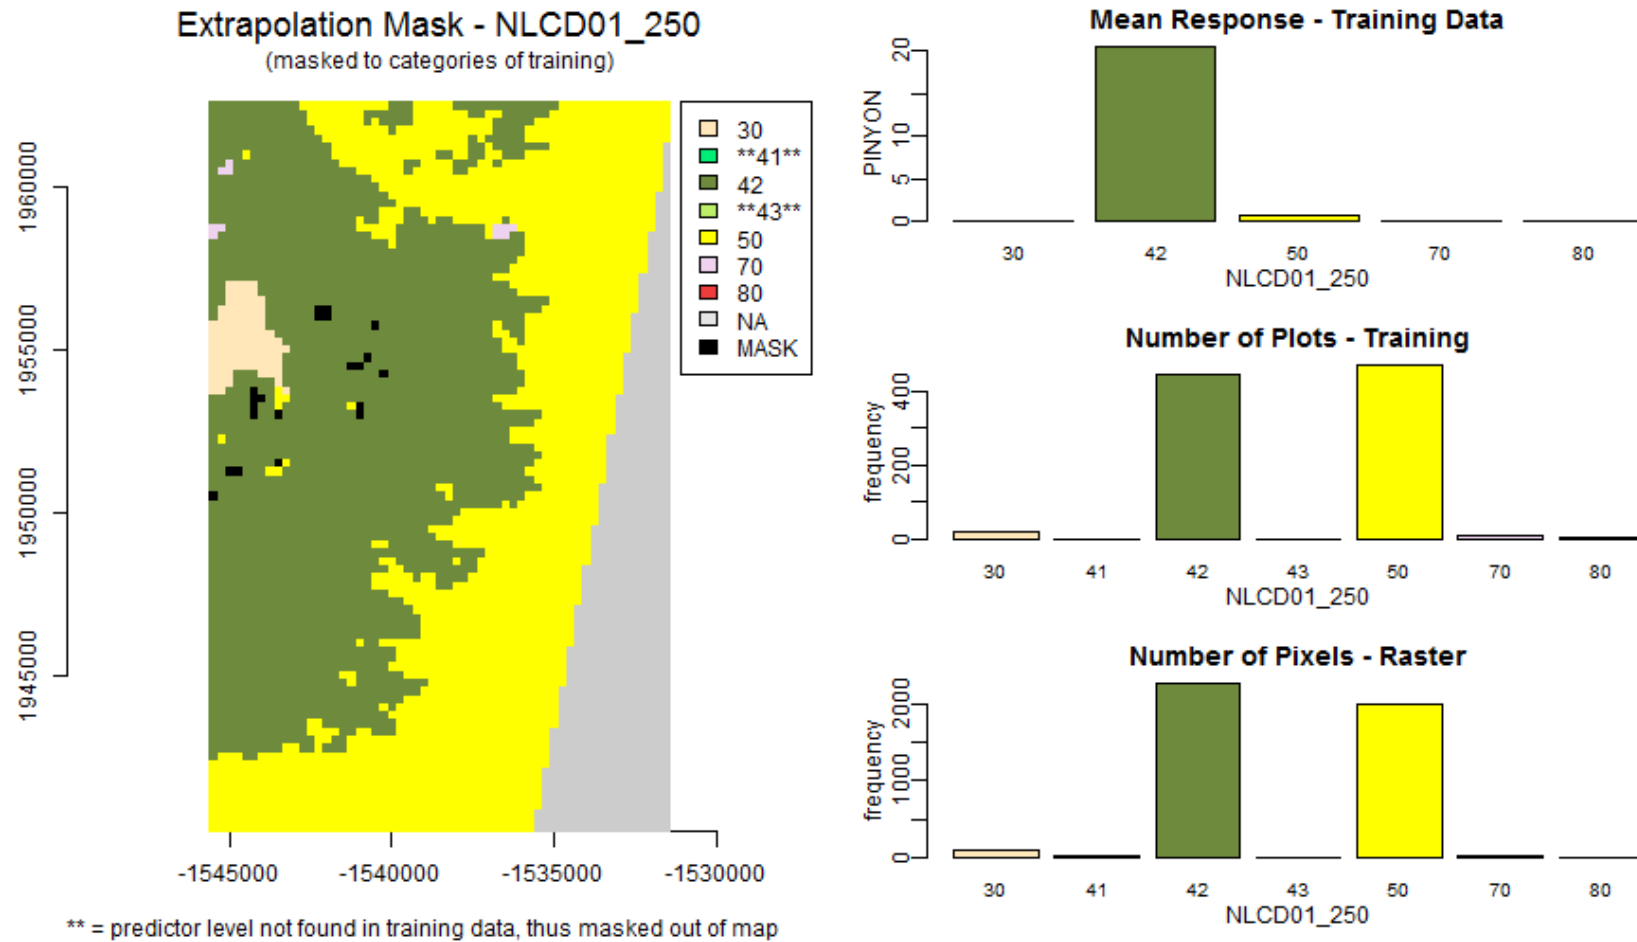 Extrapolation Mask - NLCD01_250
(masked to categories of training)
1960000
1955000
1950000
1945000
-1545000
-1540000
-1535000
-1530000
30
**41**
42
**43**
50
70
80
NA
MASK
** = predictor level not found in training data, thus masked out of map
Mean Response - Training Data
PINYON
20
10
5
0
30 42 50 70 80
NLCD01_250
Number of Plots - Training
frequency
400
200
0
30 41 42 43 50 70 80
NLCD01_250
Number of Pixels - Raster
frequency
2000
1000
0
30 41 42 43 50 70 80
NLCD01_250